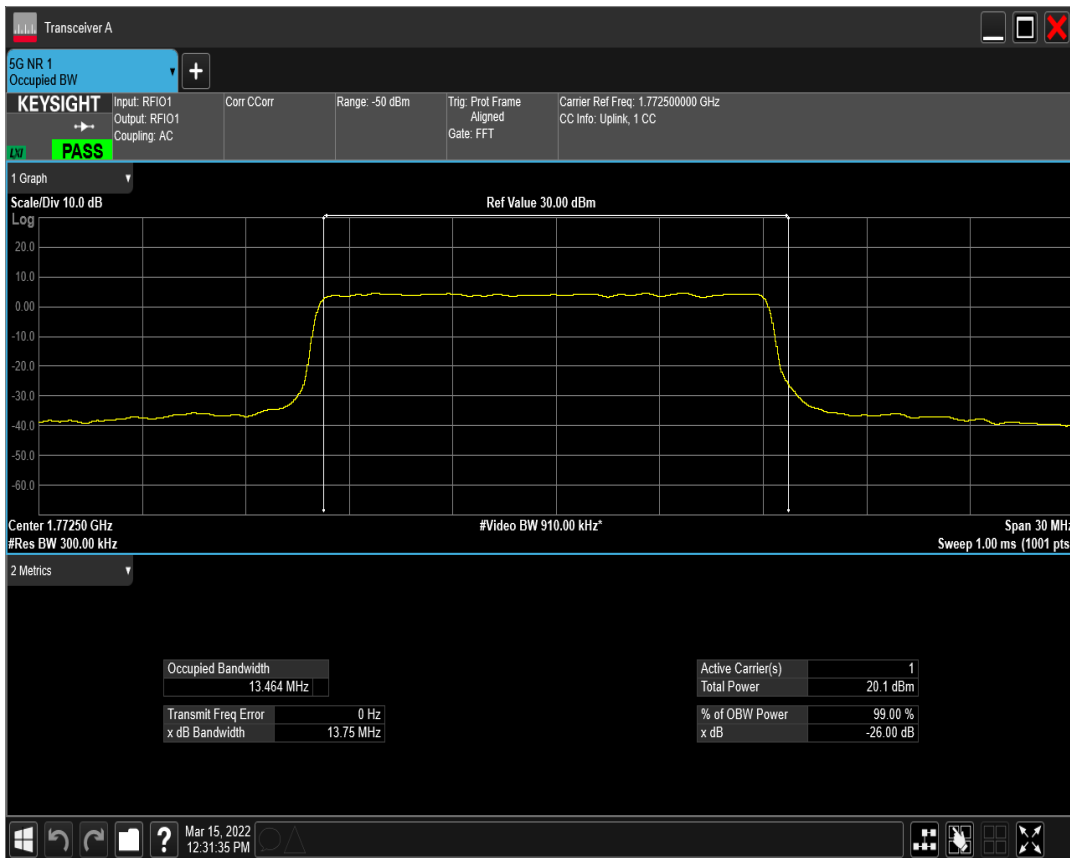 Transceiver A
5G NR 1
Occupied BW
+
KEYSIGHT
LXI
PASS
Input: RFIO1
Output: RFIO1
Coupling: AC
Corr CCorr
Range: -50 dBm
Trig: Prot Frame
Aligned
Gate: FFT
Carrier Ref Freq: 1.772500000 GHz
CC Info: Uplink, 1 CC
1 Graph
Scale/Div 10.0 dB
Ref Value 30.00 dBm
Log
20.0
10.0
0.00
-10.0
-20.0
-30.0
-40.0
-50.0
-60.0
Center 1.77250 GHz
#Video BW 910.00 kHz*
Span 30 MHz
#Res BW 300.00 kHz
Sweep 1.00 ms (1001 pts
2 Metrics
Occupied Bandwidth
13.464 MHz
Transmit Freq Error 0 Hz
x dB Bandwidth 13.75 MHz
Active Carrier(s) 1
Total Power 20.1 dBm
% of OBW Power 99.00 %
x dB -26.00 dB
?
Mar 15, 2022
12:31:35 PM